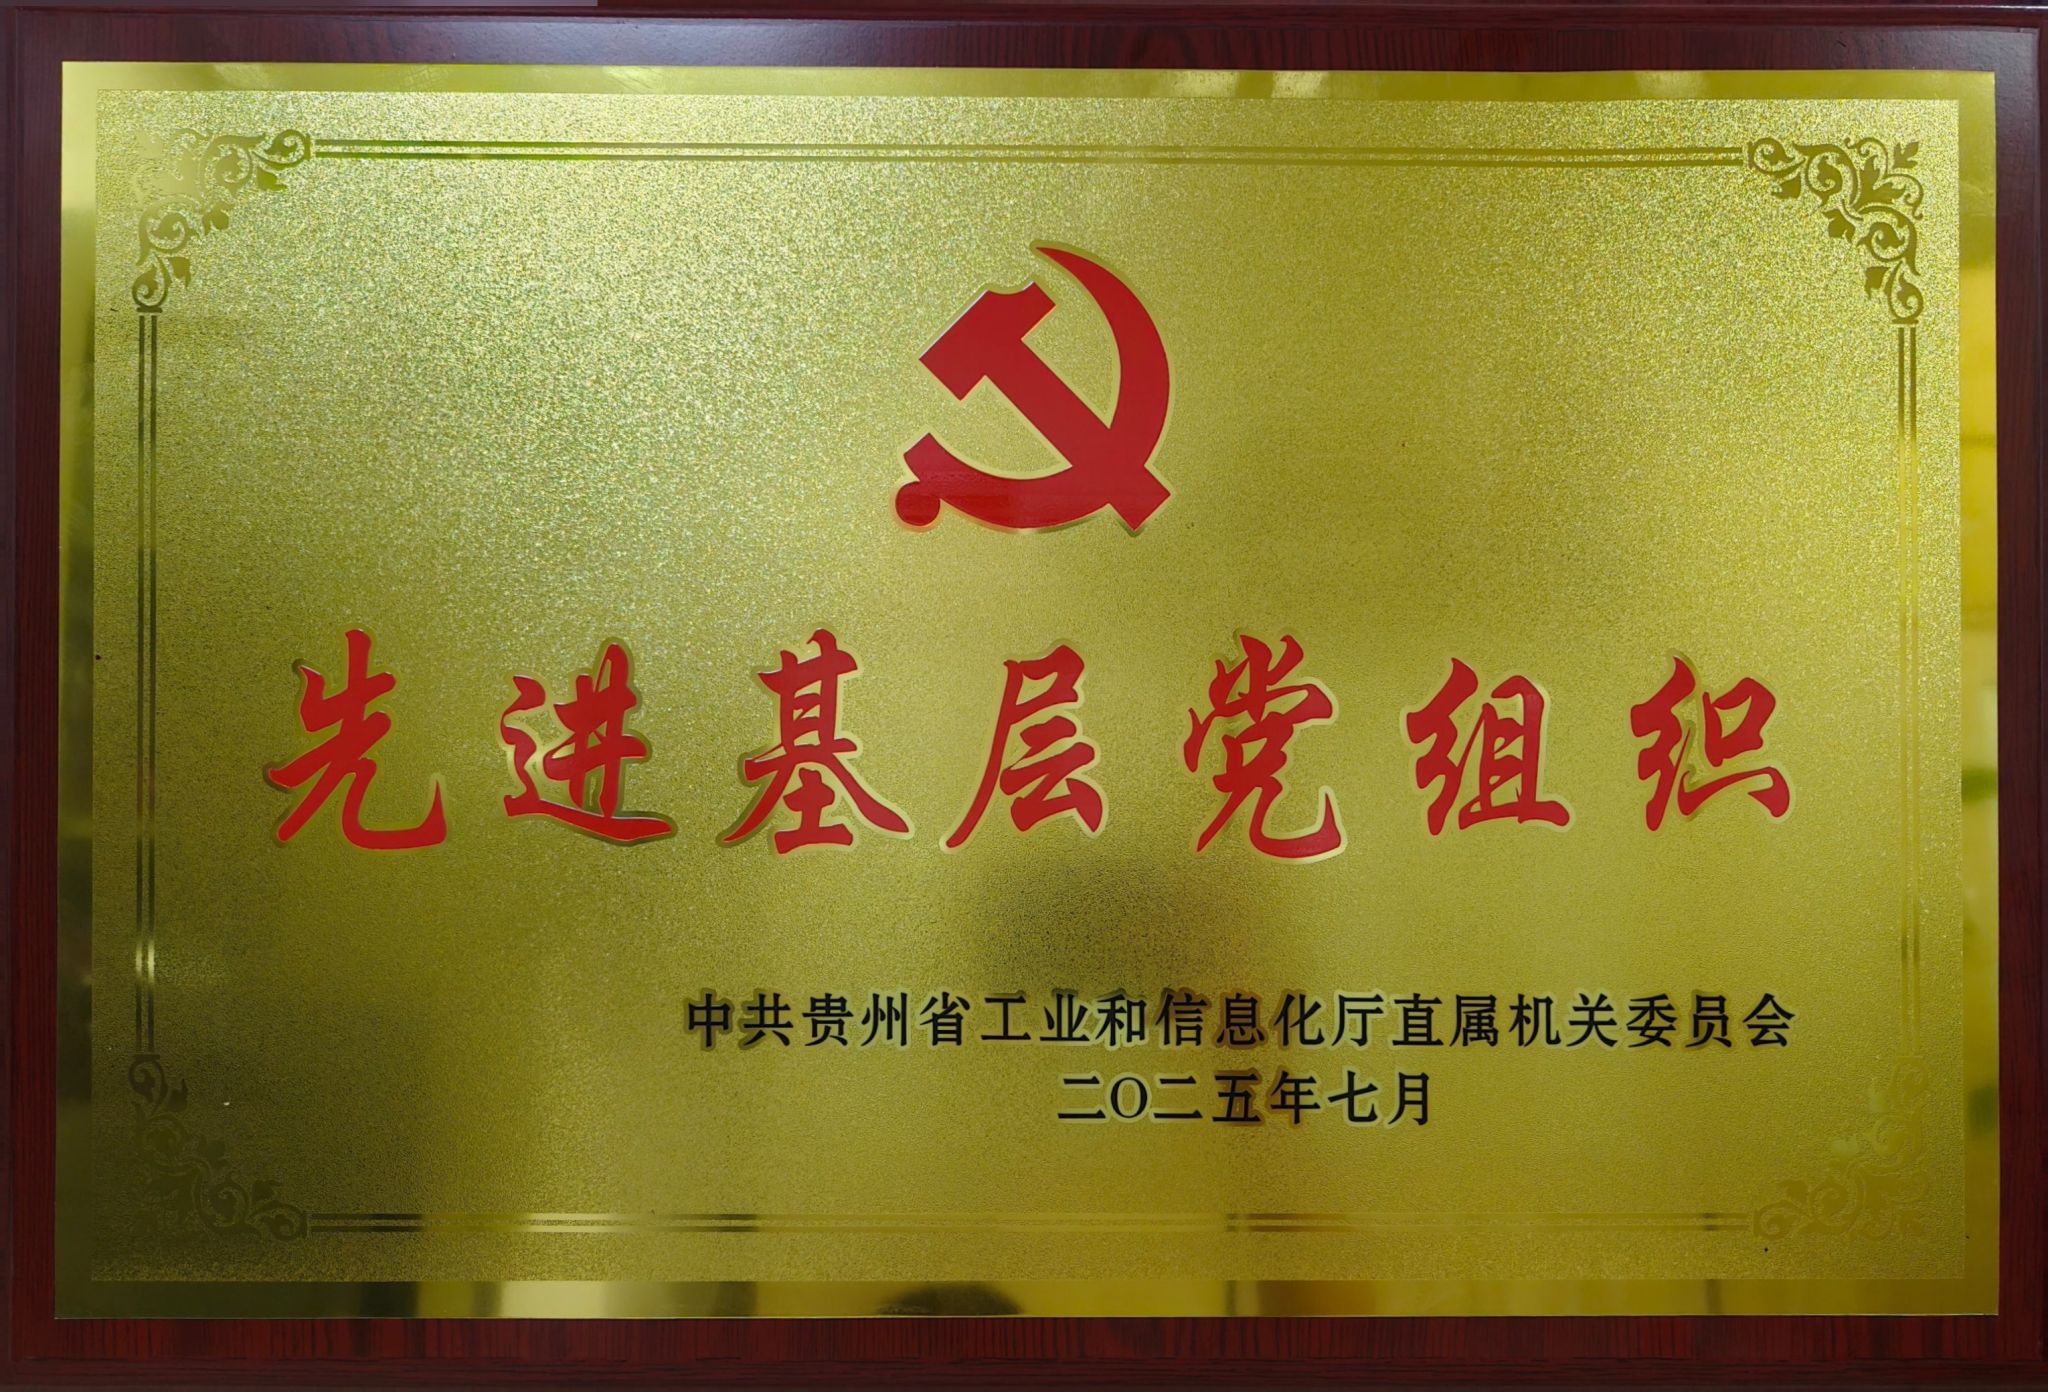 先进基层党组织
中共贵州省工业和信息化厅直属机关委员会
二〇二五年七月